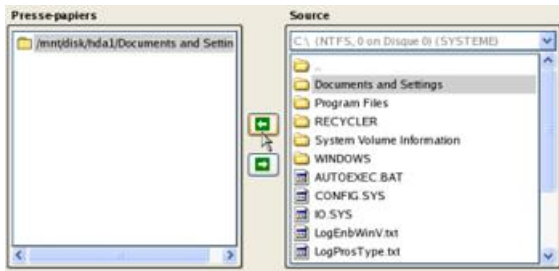 Presse-papiers
/mnt/disk/hda1/Documents and Settin
Source
C:\ (NTFS, 0 on Disque 0) (SYSTEME)
..
Documents and Settings
Program Files
RECYCLER
System Volume Information
WINDOWS
AUTOEXEC.BAT
CONFIG.SYS
IO.SYS
LogEnbWinV.txt
LogProsType.txt